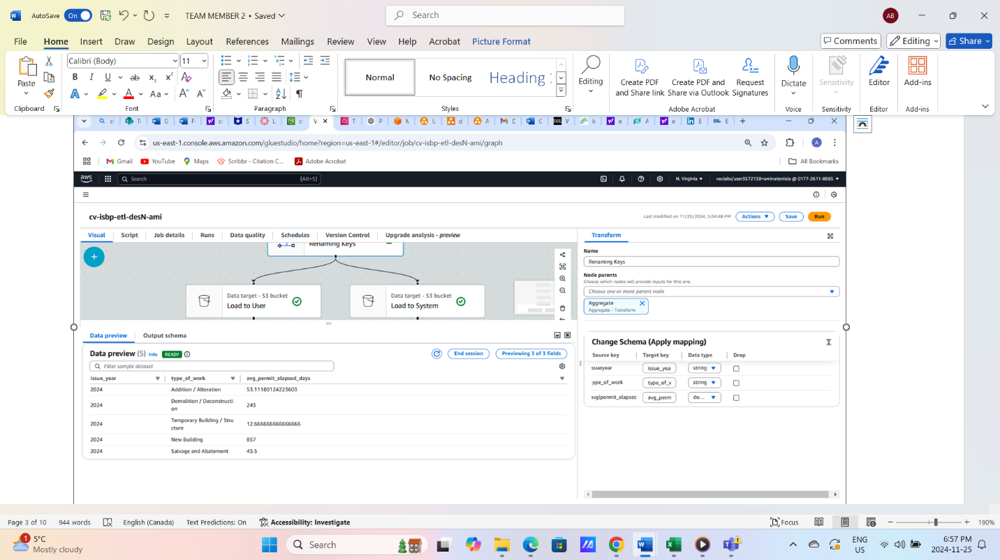 AutoSave On TEAM MEMBER 2 • Saved Search AB
File Home Insert Draw Design Layout References Mailings Review View Help Acrobat Picture Format Comments Editing Share
Calibri (Body) 11
Paste
Normal No Spacing Heading
Editing
Create PDF and Share link
Create PDF and Share via Outlook
Request Signatures
Dictate
Sensitivity
Editor
Add-ins
Clipboard Font Paragraph Styles Adobe Acrobat Voice Sensitivity Editor Add-ins
us-east-1.console.aws.amazon.com/gluestudio/home?region=us-east-1#/editor/job/cv-isbp-etl-desN-ami/graph
Gmail YouTube Maps Scribbr - Citation C... Adobe Acrobat All Bookmarks
aws Search [Alt+S] N. Virginia voclabs/user3572138=aminateniola @ 0177-2611-8065
cv-isbp-etl-desN-ami Last modified on 11/25/2024, 5:04:48 PM Actions Save Run
Visual Script Job details Runs Data quality Schedules Version Control Upgrade analysis - preview
Renaming Keys
Data target - S3 bucket
Load to User
Data target - S3 bucket
Load to System
Transform
Name
Renaming Keys
Node parents
Choose which nodes will provide inputs for this one.
Choose one or more parent node
Aggregate
Aggregate - Transform
Data preview Output schema
Data preview (5) Info READY End session Previewing 3 of 3 fields
Filter sample dataset
issue_year type_of_work avg_permit_elapsed_days
2024 Addition / Alteration 53.11180124223603
2024 Demolition / Deconstructi
on 243
2024 Temporary Building / Stru
cture 12.666666666666666
2024 New Building 857
2024 Salvage and Abatement 43.5
Change Schema (Apply mapping)
Source key Target key Data type Drop
ssueyear issue_yea string
ype_of_work type_of_v string
avg(permit_elapsec avg_perm do...
Page 3 of 10 944 words English (Canada) Text Predictions: On Accessibility: Investigate Focus 190%
1 5°C
Mostly cloudy
Search
ENG
US
6:57 PM
2024-11-25